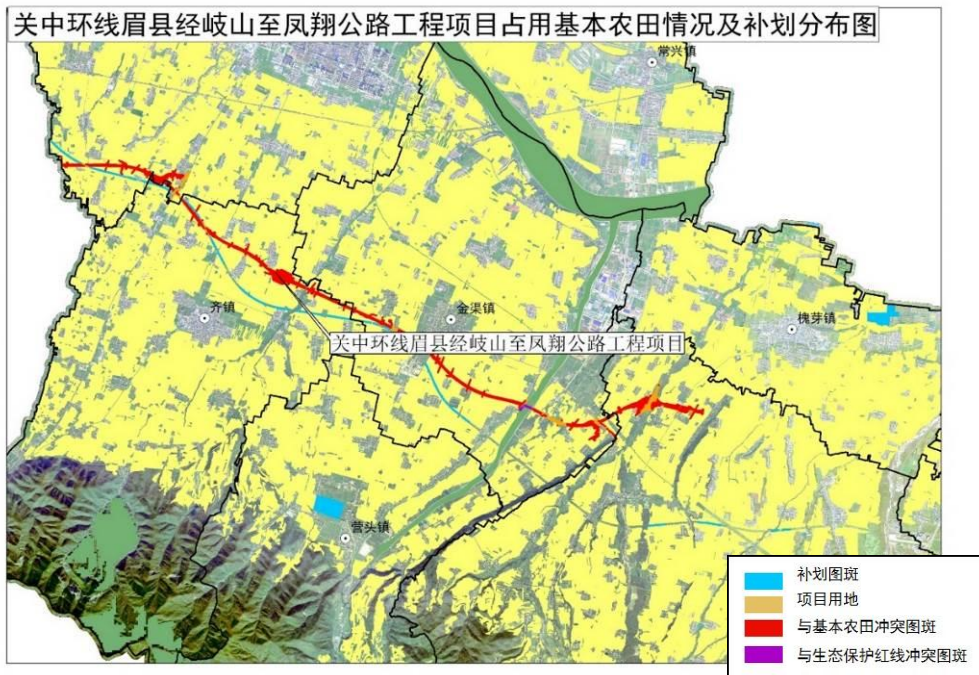 关中环线眉县经岐山至凤翔公路工程项目占用基本农田情况及补划分布图
常兴镇
齐镇
金渠镇
槐芽镇
关中环线眉县经岐山至凤翔公路工程项目
营头镇
补划图斑
项目用地
与基本农田冲突图斑
与生态保护红线冲突图斑